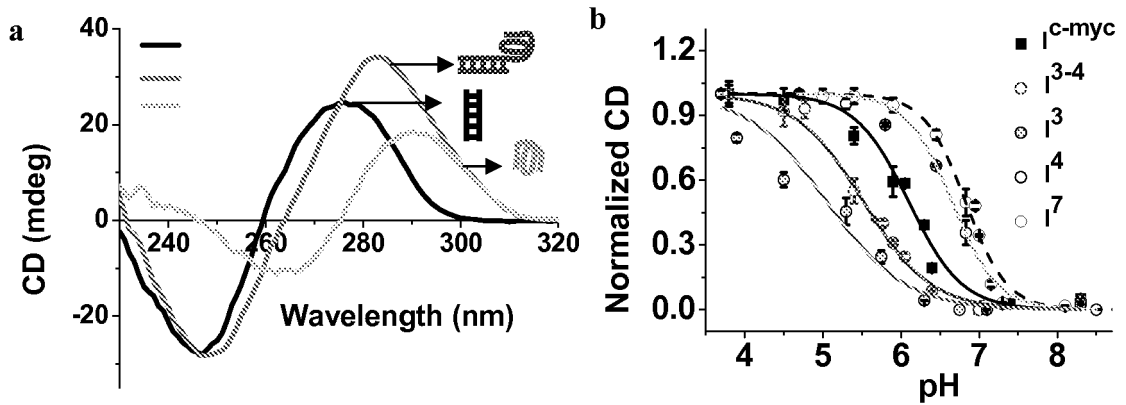 a
CD (mdeg)
40
20
0
-20
240
260
280
300
320
Wavelength (nm)
b
Normalized CD
1.2
0.9
0.6
0.3
0.0
4
5
6
7
8
pH
I^c-myc
I^3-4
I^3
I^4
I^7